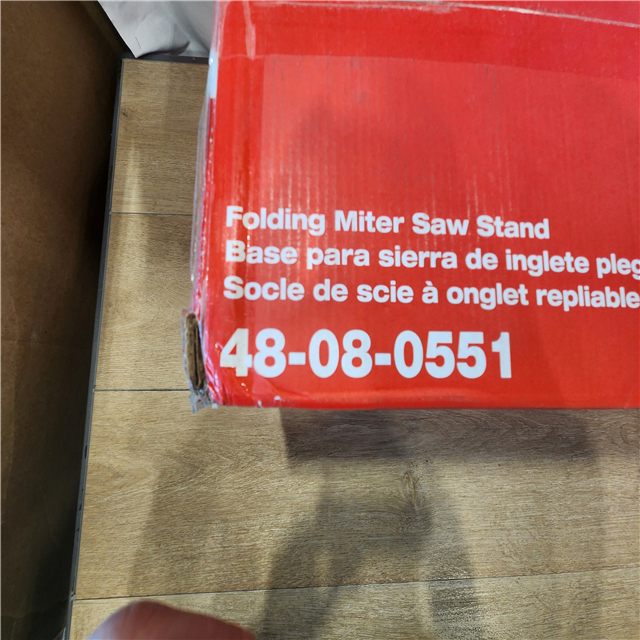 Folding Miter Saw Stand
Base para sierra de inglete pleg
Socle de scie à onglet repliable
48-08-0551